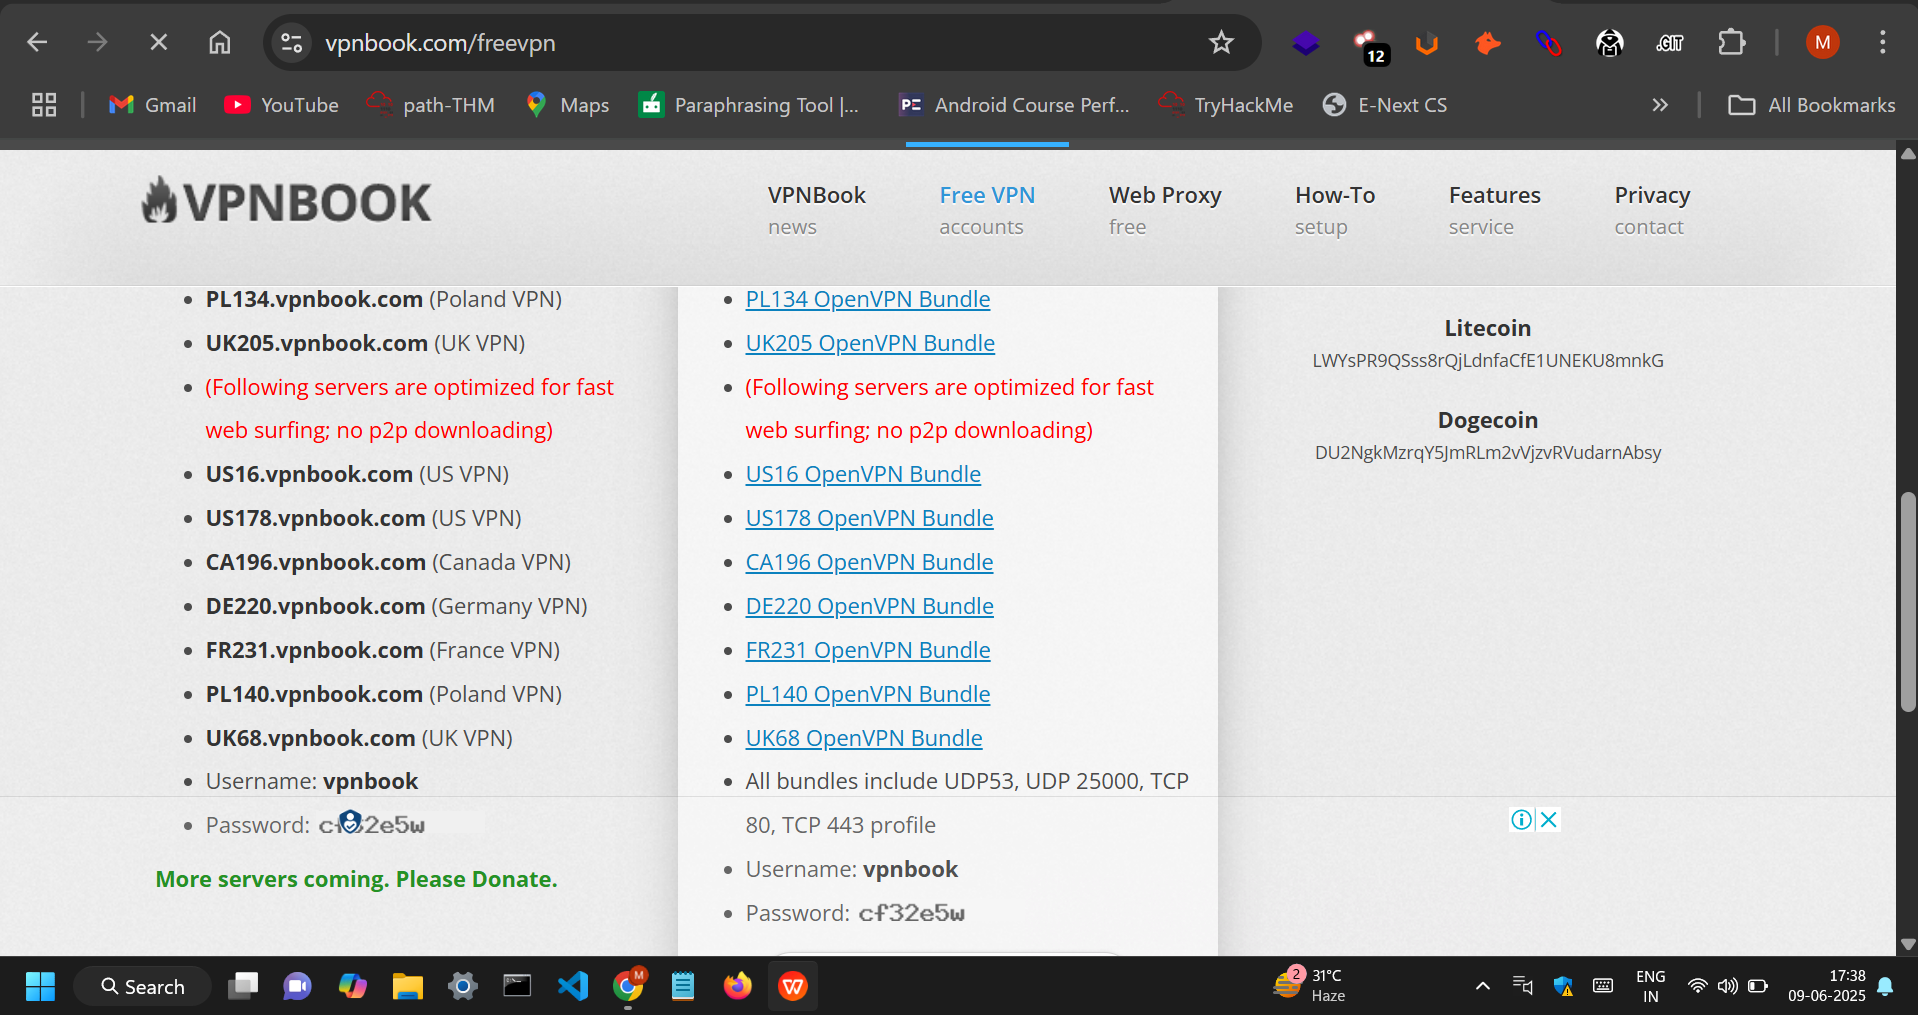 vpnbook.com/freevpn
12
.GIT
M
Gmail
YouTube
path-THM
Maps
Paraphrasing Tool |...
PE
Android Course Perf...
TryHackMe
E-Next CS
»
All Bookmarks
VPNBOOK
VPNBook
news
Free VPN
accounts
Web Proxy
free
How-To
setup
Features
service
Privacy
contact
PL134.vpnbook.com (Poland VPN)
UK205.vpnbook.com (UK VPN)
(Following servers are optimized for fast
web surfing; no p2p downloading)
US16.vpnbook.com (US VPN)
US178.vpnbook.com (US VPN)
CA196.vpnbook.com (Canada VPN)
DE220.vpnbook.com (Germany VPN)
FR231.vpnbook.com (France VPN)
PL140.vpnbook.com (Poland VPN)
UK68.vpnbook.com (UK VPN)
Username: vpnbook
Password:
More servers coming. Please Donate.
PL134 OpenVPN Bundle
UK205 OpenVPN Bundle
(Following servers are optimized for fast
web surfing; no p2p downloading)
US16 OpenVPN Bundle
US178 OpenVPN Bundle
CA196 OpenVPN Bundle
DE220 OpenVPN Bundle
FR231 OpenVPN Bundle
PL140 OpenVPN Bundle
UK68 OpenVPN Bundle
All bundles include UDP53, UDP 25000, TCP
80, TCP 443 profile
Username: vpnbook
Password: cf32e5w
Litecoin
LWYsPR9QSss8rQjLdnfaCfE1UNEKU8mnkG
Dogecoin
DU2NgkMzrqY5JmRLm2vVjzvRVudarnAbsy
Search
M
W
2
31°C
Haze
ENG
IN
17:38
09-06-2025